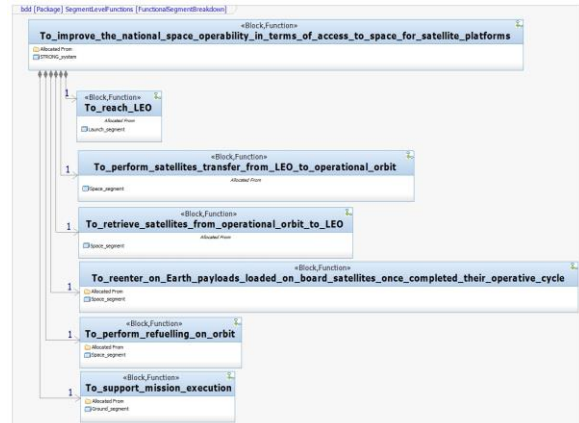 bdd [Package] SegmentLevelFunctions [FunctionalSegmentBreakdown]
«Block,Function»
To_improve_the_national_space_operability_in_terms_of_access_to_space_for_satellite_platforms
Allocated From
STRONG_system
1
«Block,Function»
To_reach_LEO
Allocated From
Launch_segment
1
«Block,Function»
To_perform_satellites_transfer_from_LEO_to_operational_orbit
Allocated From
Space_segment
1
«Block,Function»
To_retrieve_satellites_from_operational_orbit_to_LEO
Allocated From
Space_segment
1
«Block,Function»
To_reenter_on_Earth_payloads_loaded_on_board_satellites_once_completed_their_operative_cycle
Allocated From
Space_segment
1
«Block,Function»
To_perform_refuelling_on_orbit
Allocated From
Space_segment
1
«Block,Function»
To_support_mission_execution
Allocated From
Ground_segment